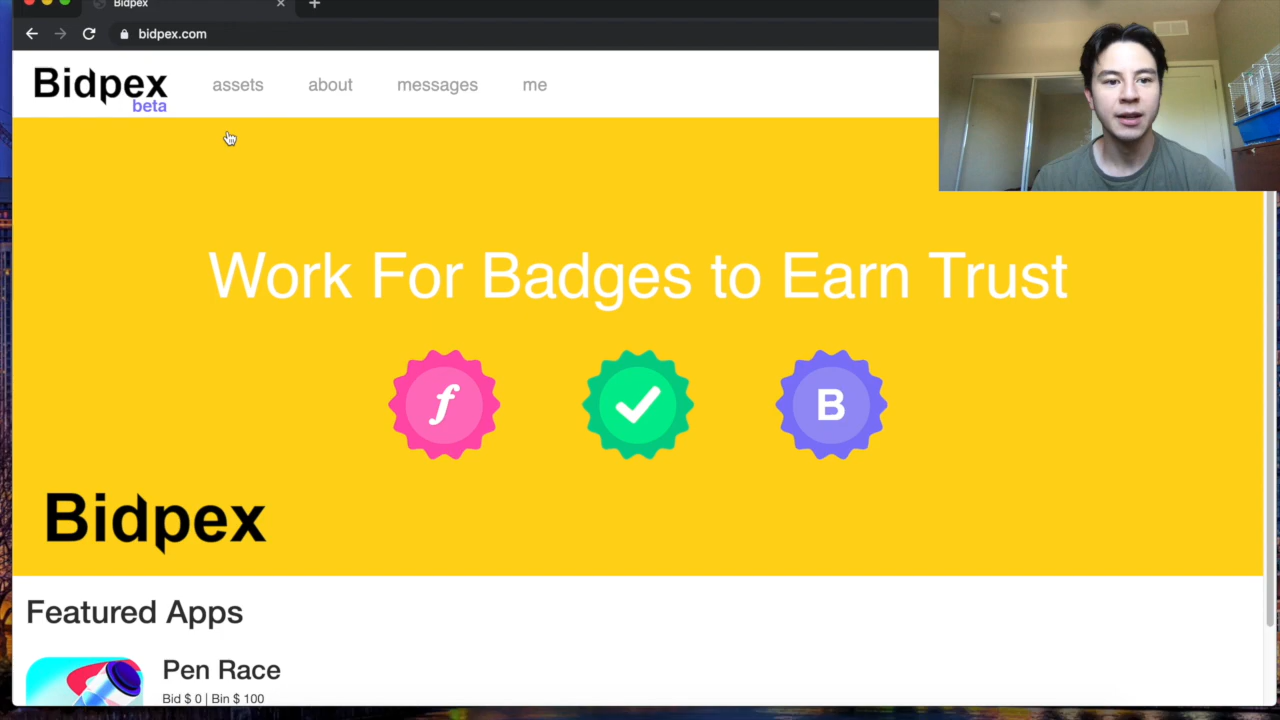 Bidpex
bidpex.com
Bidpex
beta
assets
about
messages
me
Work For Badges to Earn Trust
f
B
Bidpex
Featured Apps
Pen Race
Bid $ 0 | Bin $ 100